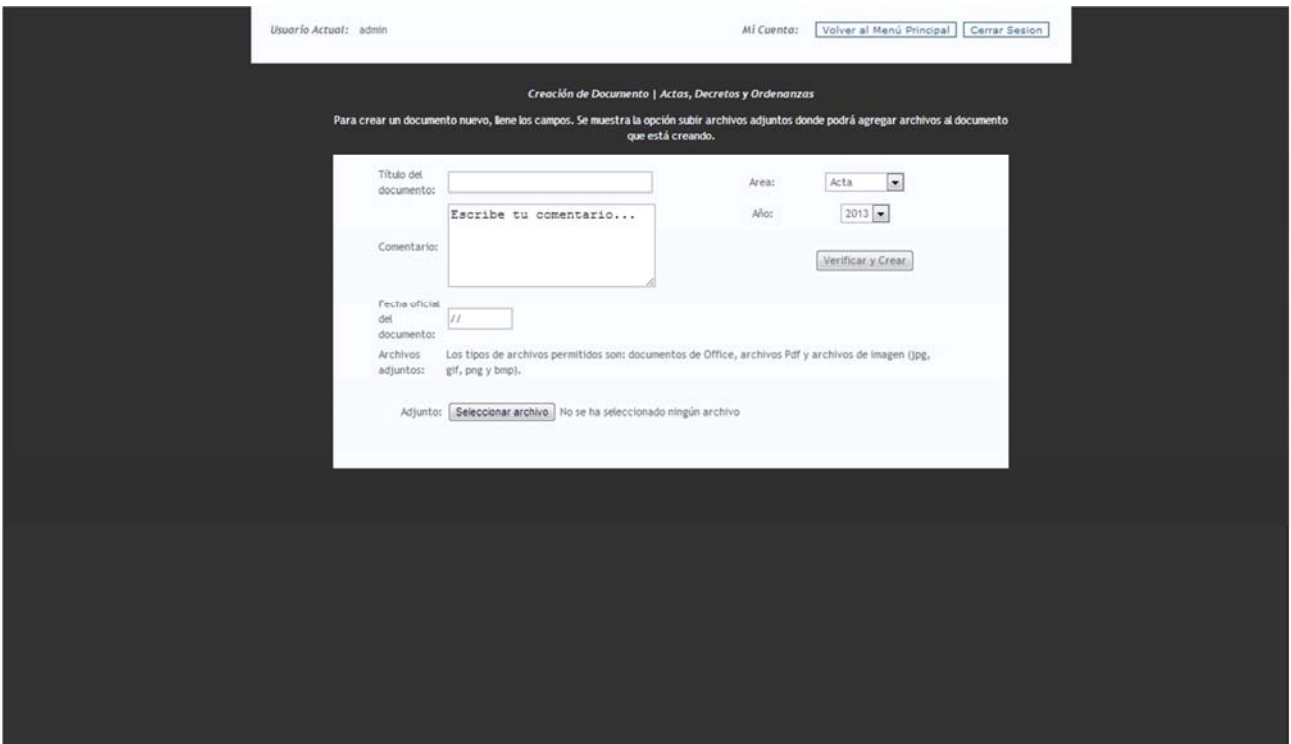 Usuario Actual: admin Mi Cuenta: Volver al Menú Principal Cerrar Sesion
Creación de Documento | Actas, Decretos y Ordenanzas
Para crear un documento nuevo, llene los campos. Se muestra la opción subir archivos adjuntos donde podrá agregar archivos al documento
que está creando.
Título del
documento:
Area: Acta
Escribe tu comentario...
Año: 2013
Comentario:
Verificar y Crear
Fecha oficial
del
documento:
//
Archivos
adjuntos:
Los tipos de archivos permitidos son: documentos de Office, archivos Pdf y archivos de imagen (jpg,
gif, png y bmp).
Adjunto: Seleccionar archivo No se ha seleccionado ningún archivo